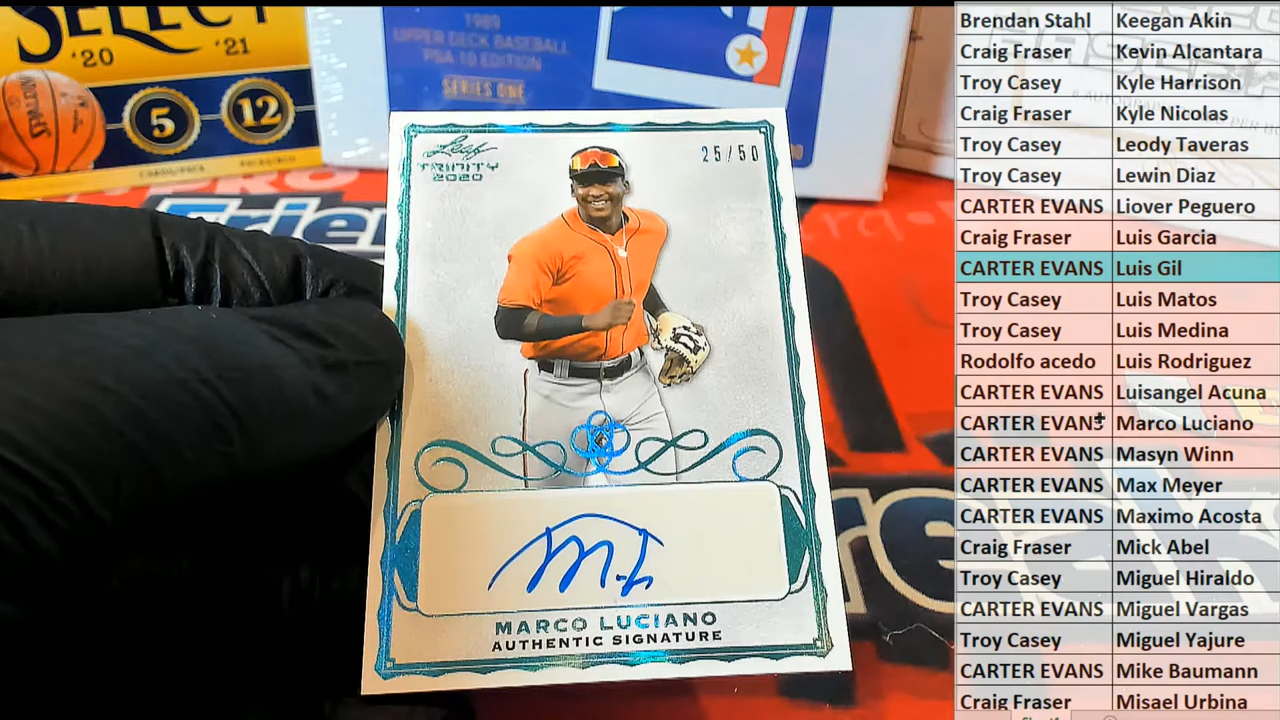 SELECT
'20 '21
5 12
CARDS/PACK
1989
UPPER DECK BASEBALL
PSA 10 EDITION
SERIES ONE
Leaf
TRINITY
2020
25/50
MARCO LUCIANO
AUTHENTIC SIGNATURE
Brendan Stahl Keegan Akin
Craig Fraser Kevin Alcantara
Troy Casey Kyle Harrison
Craig Fraser Kyle Nicolas
Troy Casey Leody Taveras
Troy Casey Lewin Diaz
CARTER EVANS Liover Peguero
Craig Fraser Luis Garcia
CARTER EVANS Luis Gil
Troy Casey Luis Matos
Troy Casey Luis Medina
Rodolfo acedo Luis Rodriguez
CARTER EVANS Luisangel Acuna
CARTER EVANS Marco Luciano
CARTER EVANS Masyn Winn
CARTER EVANS Max Meyer
CARTER EVANS Maximo Acosta
Craig Fraser Mick Abel
Troy Casey Miguel Hiraldo
CARTER EVANS Miguel Vargas
Troy Casey Miguel Yajure
CARTER EVANS Mike Baumann
Craig Fraser Misael Urbina